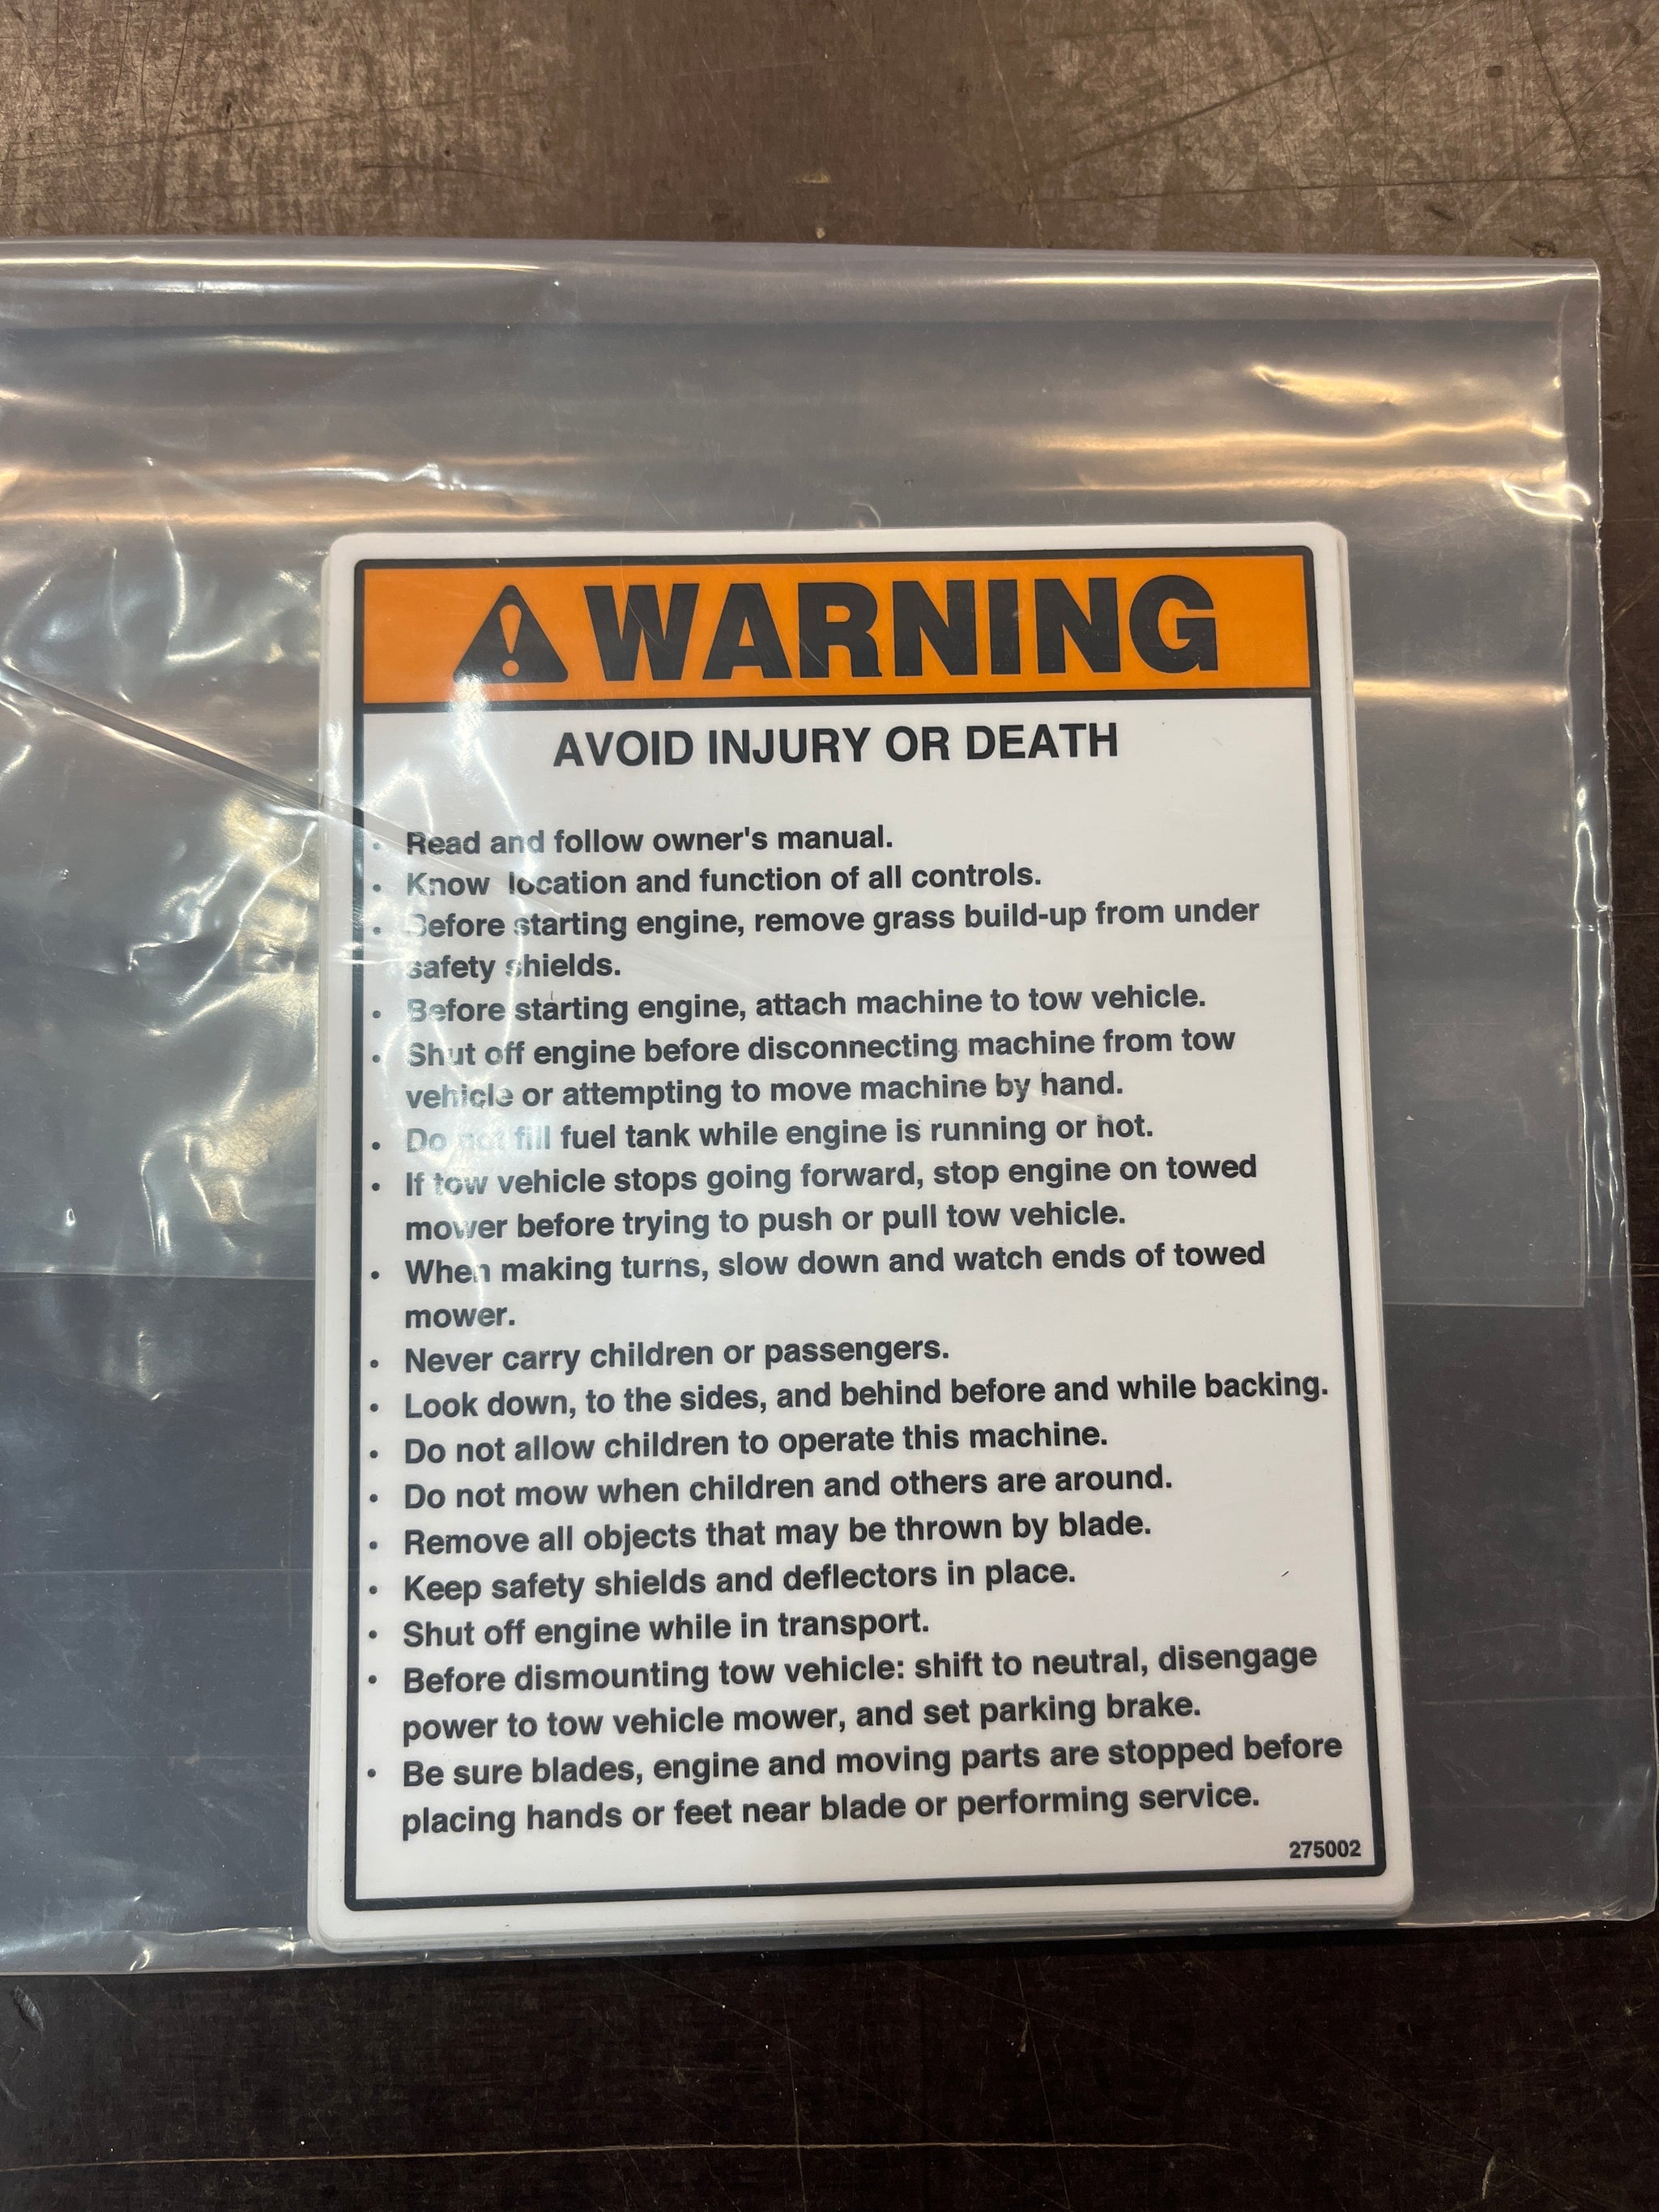 WARNING
AVOID INJURY OR DEATH
• Read and follow owner's manual.
• Know location and function of all controls.
• Before starting engine, remove grass build-up from under
safety shields.
• Before starting engine, attach machine to tow vehicle.
• Shut off engine before disconnecting machine from tow
vehicle or attempting to move machine by hand.
• Do not fill fuel tank while engine is running or hot.
• If tow vehicle stops going forward, stop engine on towed
mower before trying to push or pull tow vehicle.
• When making turns, slow down and watch ends of towed
mower.
• Never carry children or passengers.
• Look down, to the sides, and behind before and while backing.
• Do not allow children to operate this machine.
• Do not mow when children and others are around.
• Remove all objects that may be thrown by blade.
• Keep safety shields and deflectors in place.
• Shut off engine while in transport.
• Before dismounting tow vehicle: shift to neutral, disengage
power to tow vehicle mower, and set parking brake.
• Be sure blades, engine and moving parts are stopped before
placing hands or feet near blade or performing service.
275002